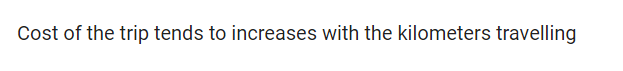 Cost of the trip tends to increases with the kilometers travelling